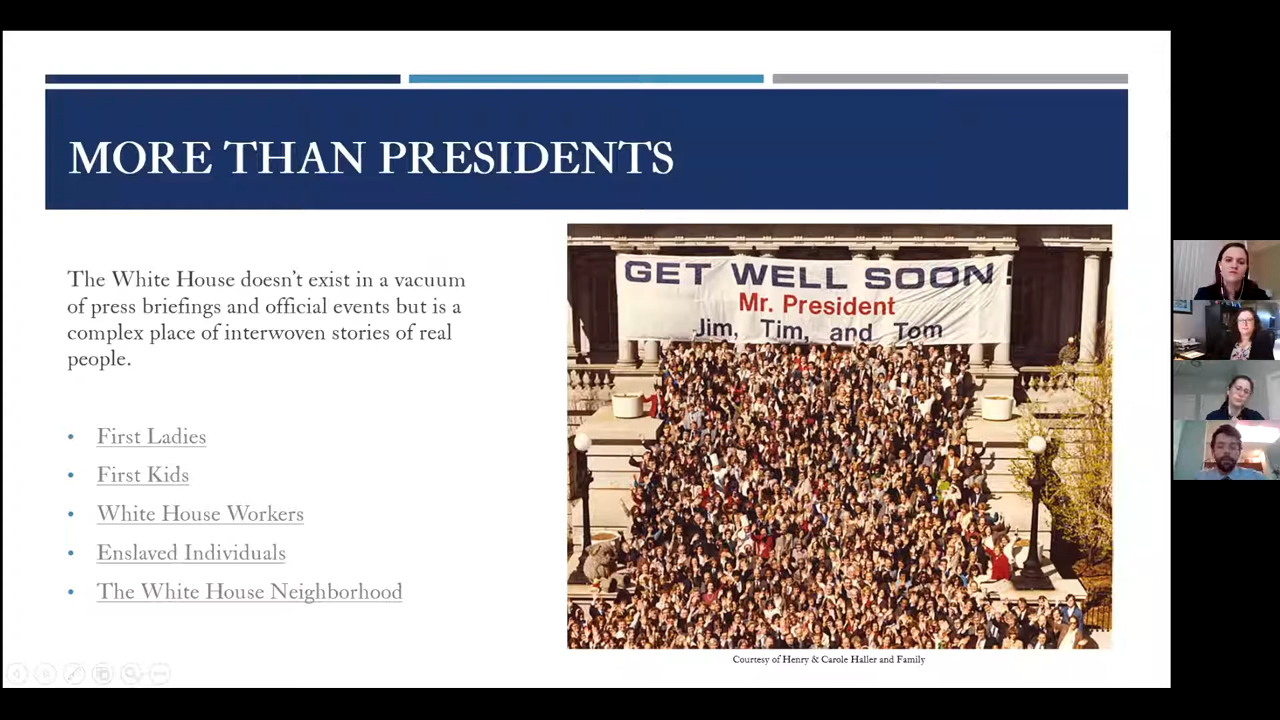 MORE THAN PRESIDENTS
The White House doesn't exist in a vacuum
of press briefings and official events but is a
complex place of interwoven stories of real
people.
• First Ladies
• First Kids
• White House Workers
• Enslaved Individuals
• The White House Neighborhood
GET WELL SOON!
Mr. President
Jim, Tim, and Tom
Courtesy of Henry & Carole Haller and Family